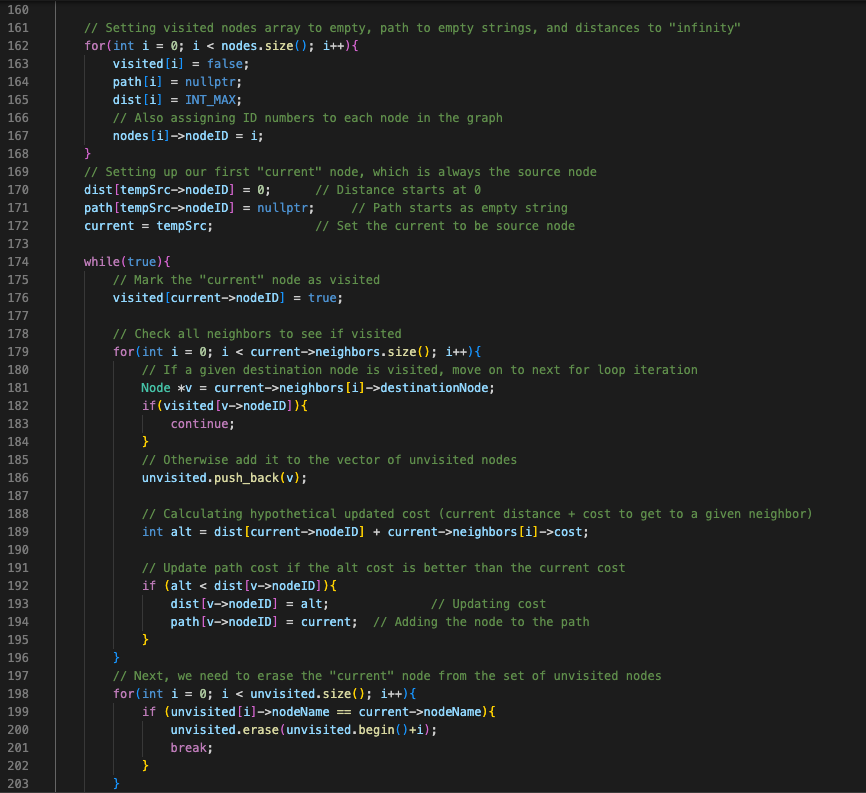 160
161 // Setting visited nodes array to empty, path to empty strings, and distances to "infinity"
162 for(int i = 0; i < nodes.size(); i++){
163 visited[i] = false;
164 path[i] = nullptr;
165 dist[i] = INT_MAX;
166 // Also assigning ID numbers to each node in the graph
167 nodes[i]->nodeID = i;
168 }
169 // Setting up our first "current" node, which is always the source node
170 dist[tempSrc->nodeID] = 0; // Distance starts at 0
171 path[tempSrc->nodeID] = nullptr; // Path starts as empty string
172 current = tempSrc; // Set the current to be source node
173
174 while(true){
175 // Mark the "current" node as visited
176 visited[current->nodeID] = true;
177
178 // Check all neighbors to see if visited
179 for(int i = 0; i < current->neighbors.size(); i++){
180 // If a given destination node is visited, move on to next for loop iteration
181 Node *v = current->neighbors[i]->destinationNode;
182 if(visited[v->nodeID]){
183 continue;
184 }
185 // Otherwise add it to the vector of unvisited nodes
186 unvisited.push_back(v);
187
188 // Calculating hypothetical updated cost (current distance + cost to get to a given neighbor)
189 int alt = dist[current->nodeID] + current->neighbors[i]->cost;
190
191 // Update path cost if the alt cost is better than the current cost
192 if (alt < dist[v->nodeID]){
193 dist[v->nodeID] = alt; // Updating cost
194 path[v->nodeID] = current; // Adding the node to the path
195 }
196 }
197 // Next, we need to erase the "current" node from the set of unvisited nodes
198 for(int i = 0; i < unvisited.size(); i++){
199 if (unvisited[i]->nodeName == current->nodeName){
200 unvisited.erase(unvisited.begin()+i);
201 break;
202 }
203 }